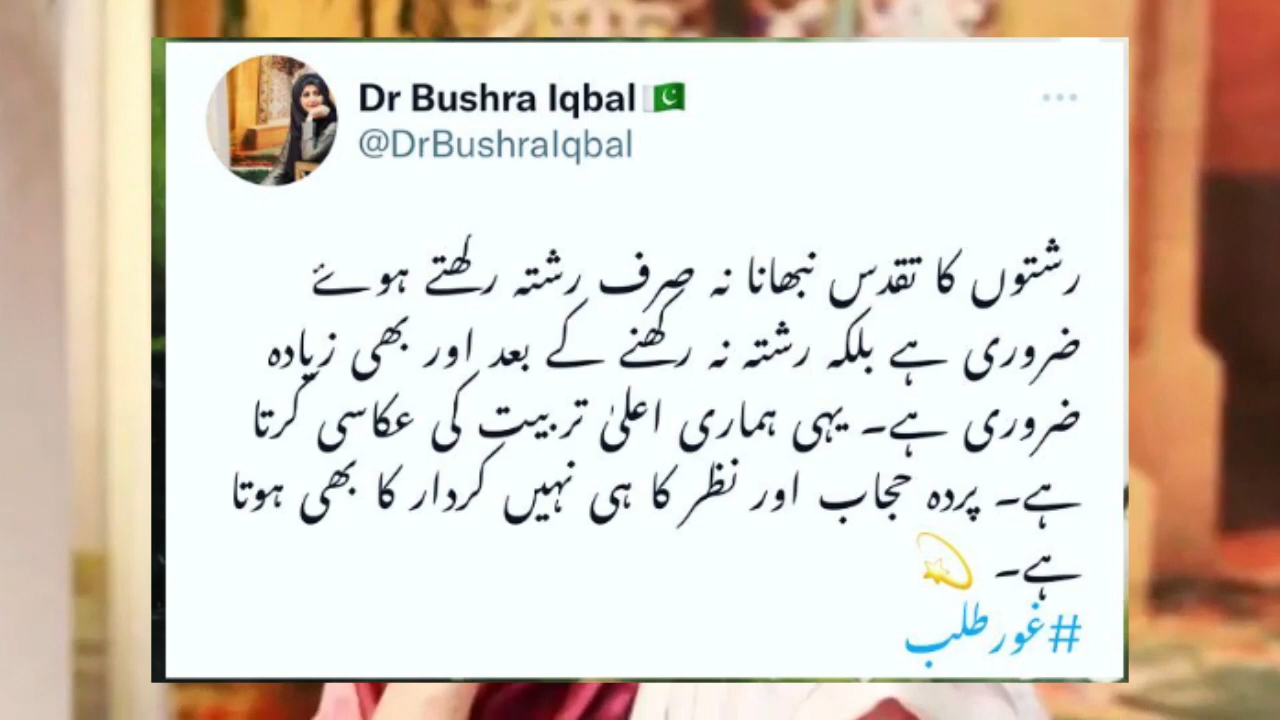 Dr Bushra Iqbal🇵🇰
@DrBushraIqbal
رشتوں کا تقدس نبھانا نہ صرف رشتہ رکھتے ہوئے
ضروری ہے بلکہ رشتہ نہ رکھنے کے بعد اور بھی زیادہ
ضروری ہے۔ یہی ہماری اعلیٰ تربیت کی عکاسی کرتا
ہے۔ پردہ حجاب اور نظر کا ہی نہیں کردار کا بھی ہوتا
ہے۔ 💫
#غورطلب